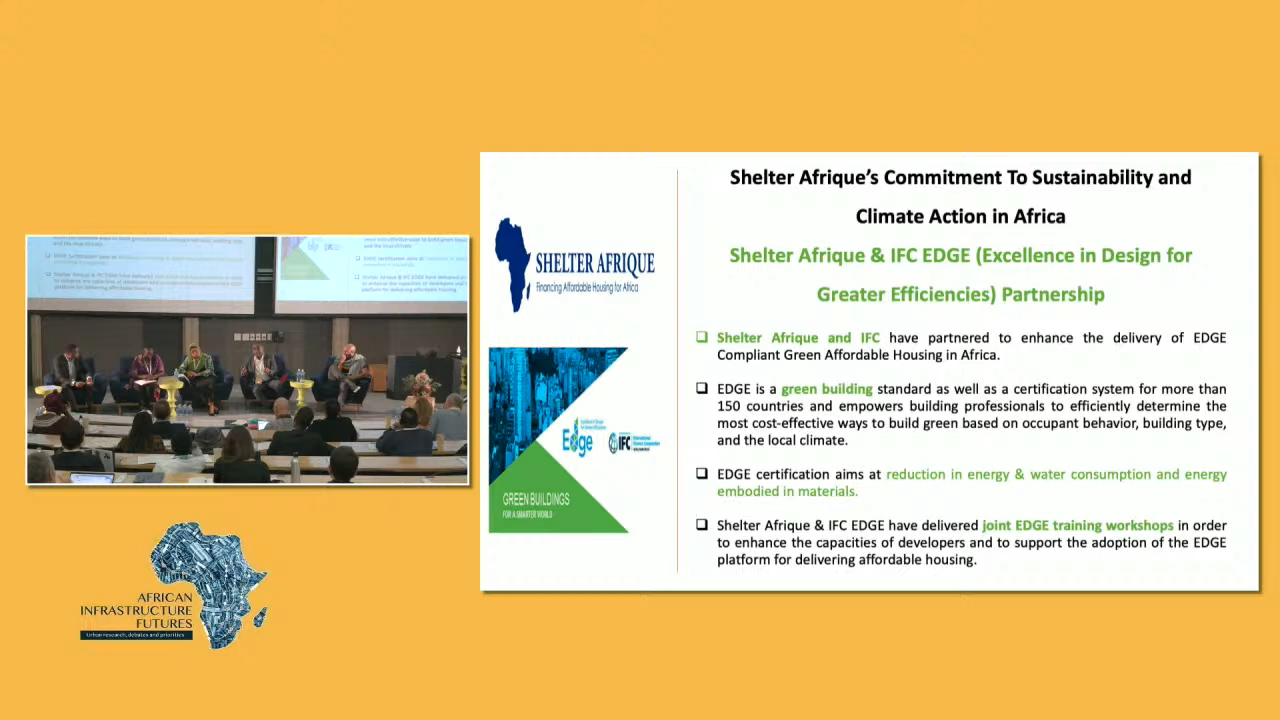 Shelter Afrique's Commitment To Sustainability and
Climate Action in Africa
Shelter Afrique & IFC EDGE (Excellence in Design for
Greater Efficiencies) Partnership
SHELTER AFRIQUE
Financing Affordable Housing for Africa
Shelter Afrique and IFC have partnered to enhance the delivery of EDGE
Compliant Green Affordable Housing in Africa.
EDGE is a green building standard as well as a certification system for more than
150 countries and empowers building professionals to efficiently determine the
most cost-effective ways to build green based on occupant behavior, building type,
and the local climate.
EDGE certification aims at reduction in energy & water consumption and energy
embodied in materials.
Shelter Afrique & IFC EDGE have delivered joint EDGE training workshops in order
to enhance the capacities of developers and to support the adoption of the EDGE
platform for delivering affordable housing.
Edge
IFC
GREEN BUILDINGS
FOR A SMARTER WORLD
AFRICAN
INFRASTRUCTURE
FUTURES
Urban research, debates and priorities